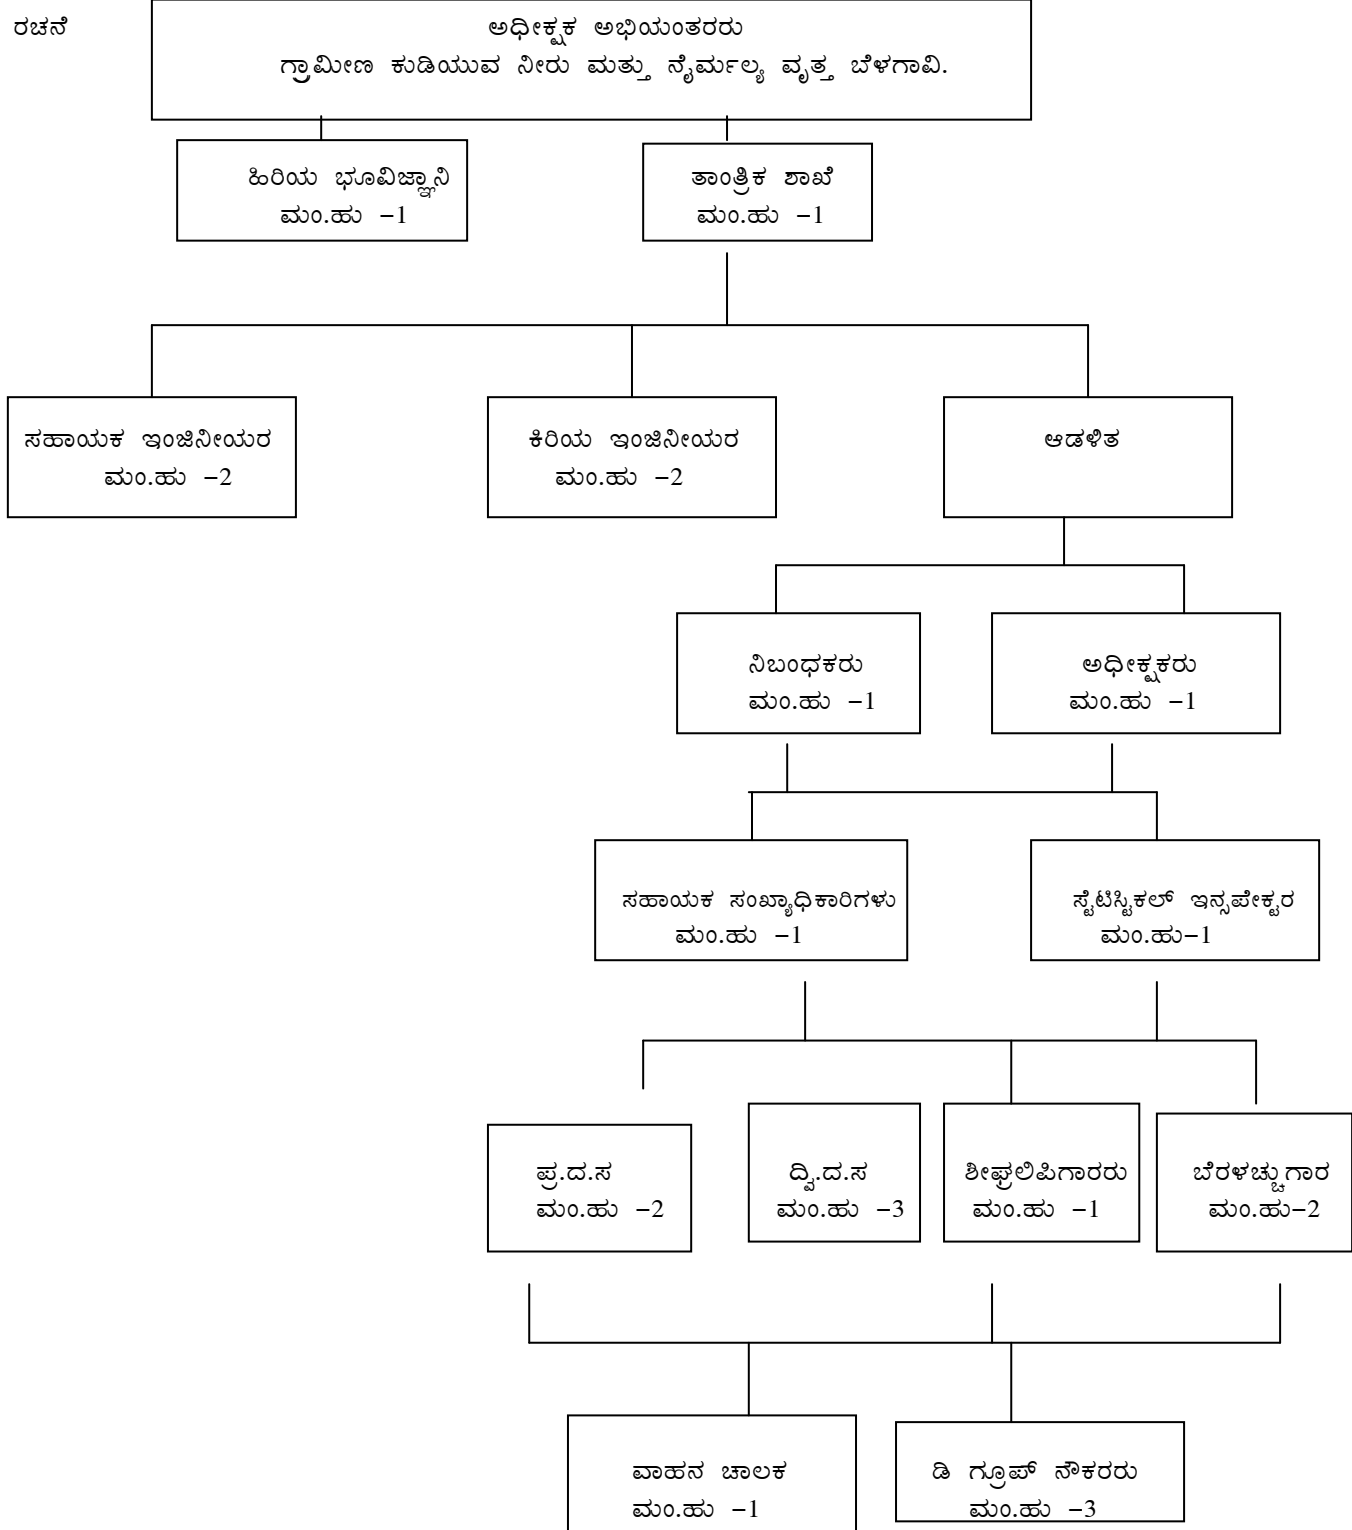 ರಚನೆ
ಅಧೀಕ್ಷಕ ಅಭಿಯಂತರರು
ಗ್ರಾಮೀಣ ಕುಡಿಯುವ ನೀರು ಮತ್ತು ನೈರ್ಮಲ್ಯ ವೃತ್ತ ಬೆಳಗಾವಿ.
ಹಿರಿಯ ಭೂವಿಜ್ಞಾನಿ
ಮಂ.ಹು -1
ತಾಂತ್ರಿಕ ಶಾಖೆ
ಮಂ.ಹು -1
ಸಹಾಯಕ ಇಂಜಿನೀಯರ
ಮಂ.ಹು -2
ಕಿರಿಯ ಇಂಜಿನೀಯರ
ಮಂ.ಹು -2
ಆಡಳಿತ
ನಿಬಂಧಕರು
ಮಂ.ಹು -1
ಅಧೀಕ್ಷಕರು
ಮಂ.ಹು -1
ಸಹಾಯಕ ಸಂಖ್ಯಾಧಿಕಾರಿಗಳು
ಮಂ.ಹು -1
ಸ್ಟೆಟಿಸ್ಟಿಕಲ್ ಇನ್ಸಪೇಕ್ಟರ
ಮಂ.ಹು-1
ಪ್ರ.ದ.ಸ
ಮಂ.ಹು -2
ದ್ವಿ.ದ.ಸ
ಮಂ.ಹು -3
ಶೀಘ್ರಲಿಪಿಗಾರರು
ಮಂ.ಹು -1
ಬೆರಳಚ್ಚುಗಾರ
ಮಂ.ಹು-2
ವಾಹನ ಚಾಲಕ
ಮಂ.ಹು -1
ಡಿ ಗ್ರೂಪ್ ನೌಕರರು
ಮಂ.ಹು -3